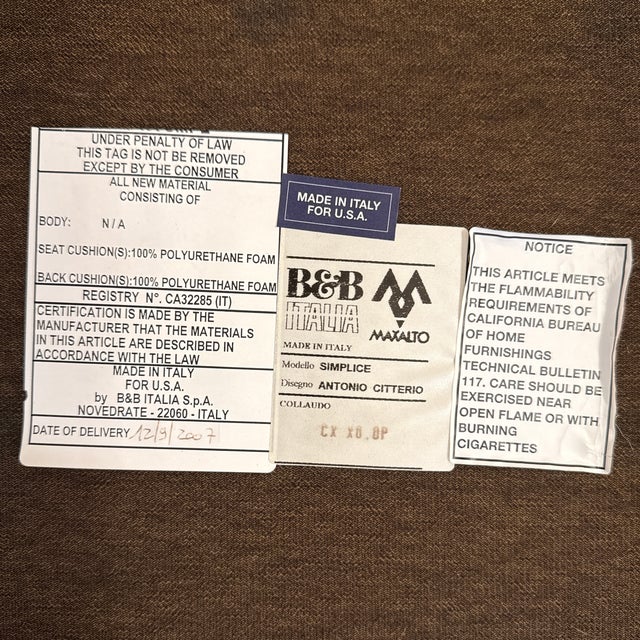 UNDER PENALTY OF LAW
THIS TAG IS NOT BE REMOVED
EXCEPT BY THE CONSUMER
ALL NEW MATERIAL
CONSISTING OF
BODY: N/A
SEAT CUSHION(S):100% POLYURETHANE FOAM
BACK CUSHION(S):100% POLYURETHANE FOAM
REGISTRY N°. CA32285 (IT)
CERTIFICATION IS MADE BY THE
MANUFACTURER THAT THE MATERIALS
IN THIS ARTICLE ARE DESCRIBED IN
ACCORDANCE WITH THE LAW
MADE IN ITALY
FOR U.S.A.
by B&B ITALIA S.p.A.
NOVEDRATE - 22060 - ITALY
DATE OF DELIVERY 12/9/2007
MADE IN ITALY
FOR U.S.A.
B&B
ITALIA
MAXALTO
MADE IN ITALY
Modello SIMPLICE
Disegno ANTONIO CITTERIO
COLLAUDO
CX X0.0P
NOTICE
THIS ARTICLE MEETS
THE FLAMMABILITY
REQUIREMENTS OF
CALIFORNIA BUREAU
OF HOME
FURNISHINGS
TECHNICAL BULLETIN
117. CARE SHOULD BE
EXERCISED NEAR
OPEN FLAME OR WITH
BURNING
CIGARETTES